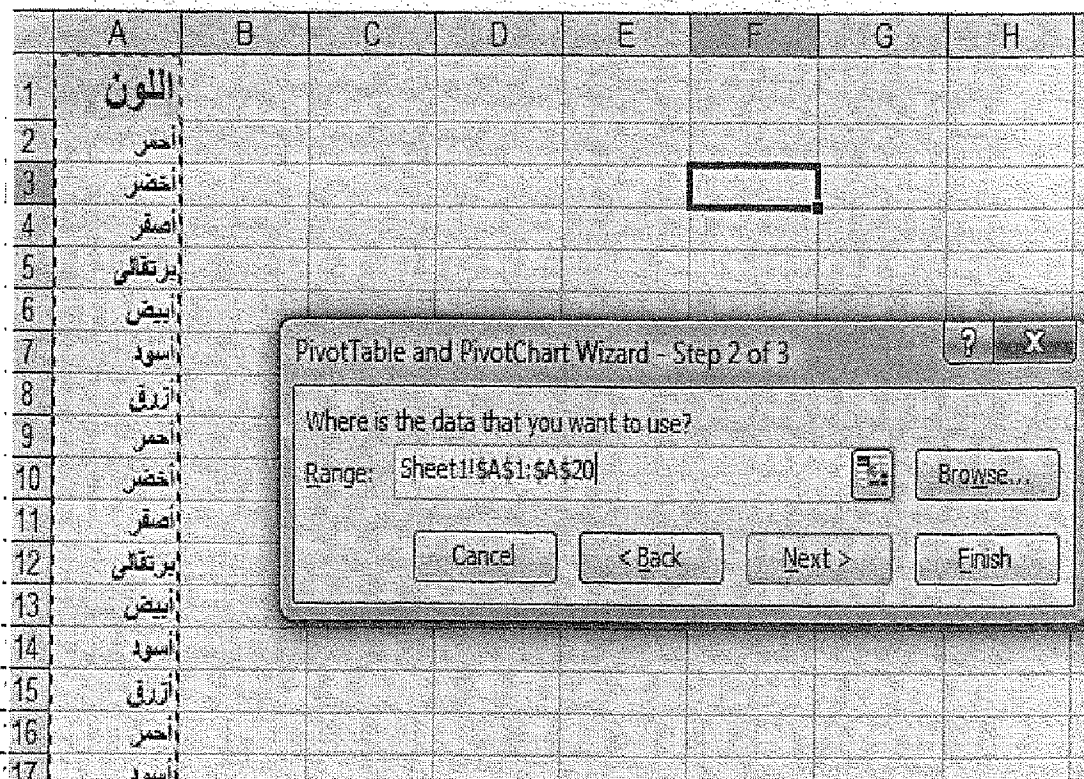 A B C D E F G H
1 اللون
2 أحمر
3 أخضر
4 أصفر
5 برتقالي
6 أبيض
7 أسود
8 أزرق
9 أحمر
10 أخضر
11 أصفر
12 برتقالي
13 أبيض
14 أسود
15 أزرق
16 أحمر
17 أسود
PivotTable and PivotChart Wizard - Step 2 of 3
? X
Where is the data that you want to use?
Range: Sheet1!$A$1:$A$20
Browse...
Cancel < Back Next > Finish